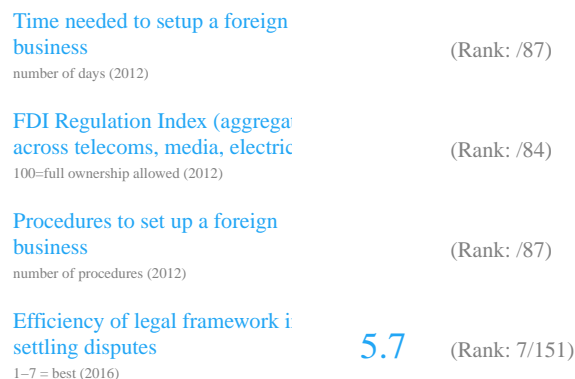 Time needed to setup a foreign
business
number of days (2012)
(Rank: /87)
FDI Regulation Index
across telecoms, media,
100=full ownership allowed (2012)
(Rank: /84)
Procedures to set up a foreign
business
number of procedures (2012)
(Rank: /87)
Efficiency of legal framework
settling disputes
1–7 = best (2016)
5.7
(Rank: 7/151)